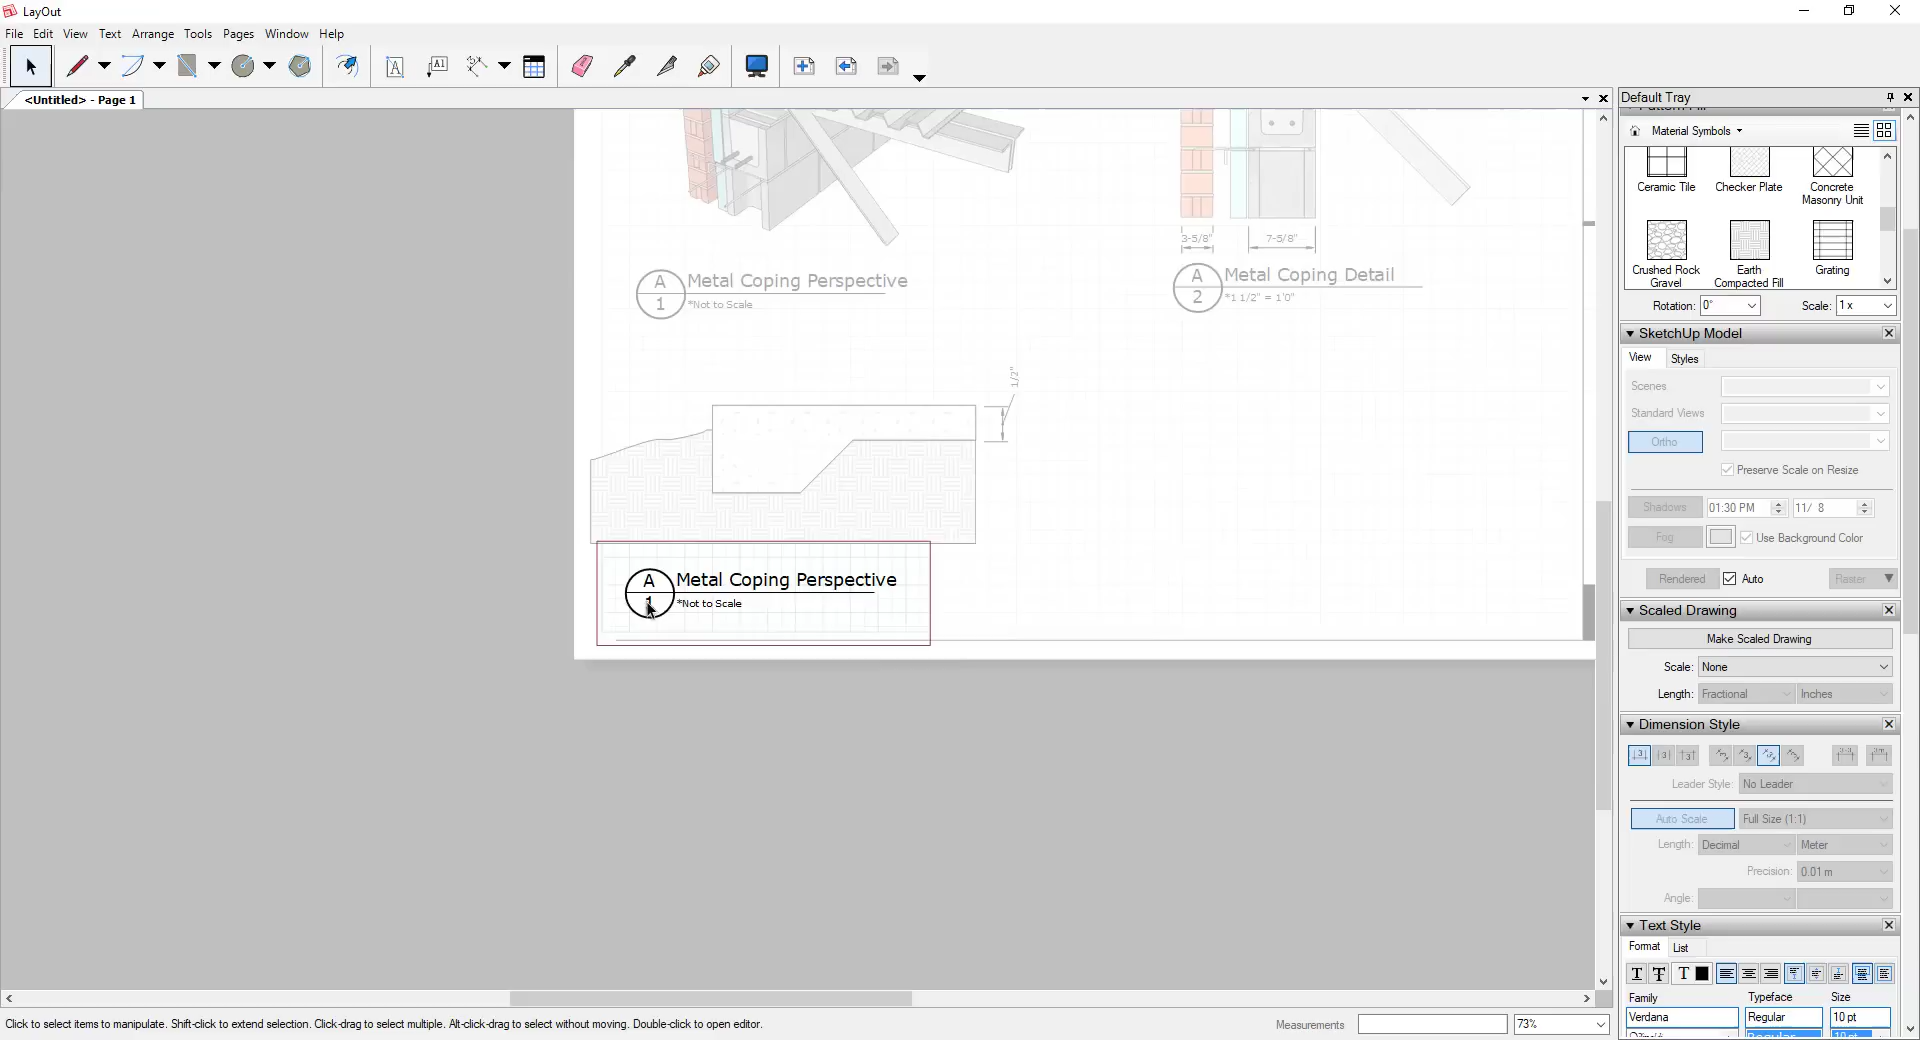 LayOut
File Edit View Text Arrange Tools Pages Window Help
<Untitled> - Page 1
Default Tray
Material Symbols
Ceramic Tile
Checker Plate
Concrete Masonry Unit
Crushed Rock Gravel
Earth Compacted Fill
Grating
Rotation: 0° Scale: 1 x
SketchUp Model
View Styles
Scenes
Standard Views
Ortho
Preserve Scale on Resize
Shadows 01:30 PM 11/ 8
Fog Use Background Color
Rendered Auto Raster
Scaled Drawing
Make Scaled Drawing
Scale: None
Length: Fractional Inches
Dimension Style
Leader Style: No Leader
Auto Scale Full Size (1:1)
Length: Decimal Meter
Precision: 0.01 m
Angle:
Text Style
Format List
Family Typeface Size
Verdana Regular 10 pt
3-5/8" 7-5/8"
A
1
Metal Coping Perspective
*Not to Scale
A
2
Metal Coping Detail
*1 1/2" = 1'0"
1/2"
A
1
Metal Coping Perspective
*Not to Scale
Click to select items to manipulate. Shift-click to extend selection. Click-drag to select multiple. Alt-click-drag to select without moving. Double-click to open editor.
Measurements
73%